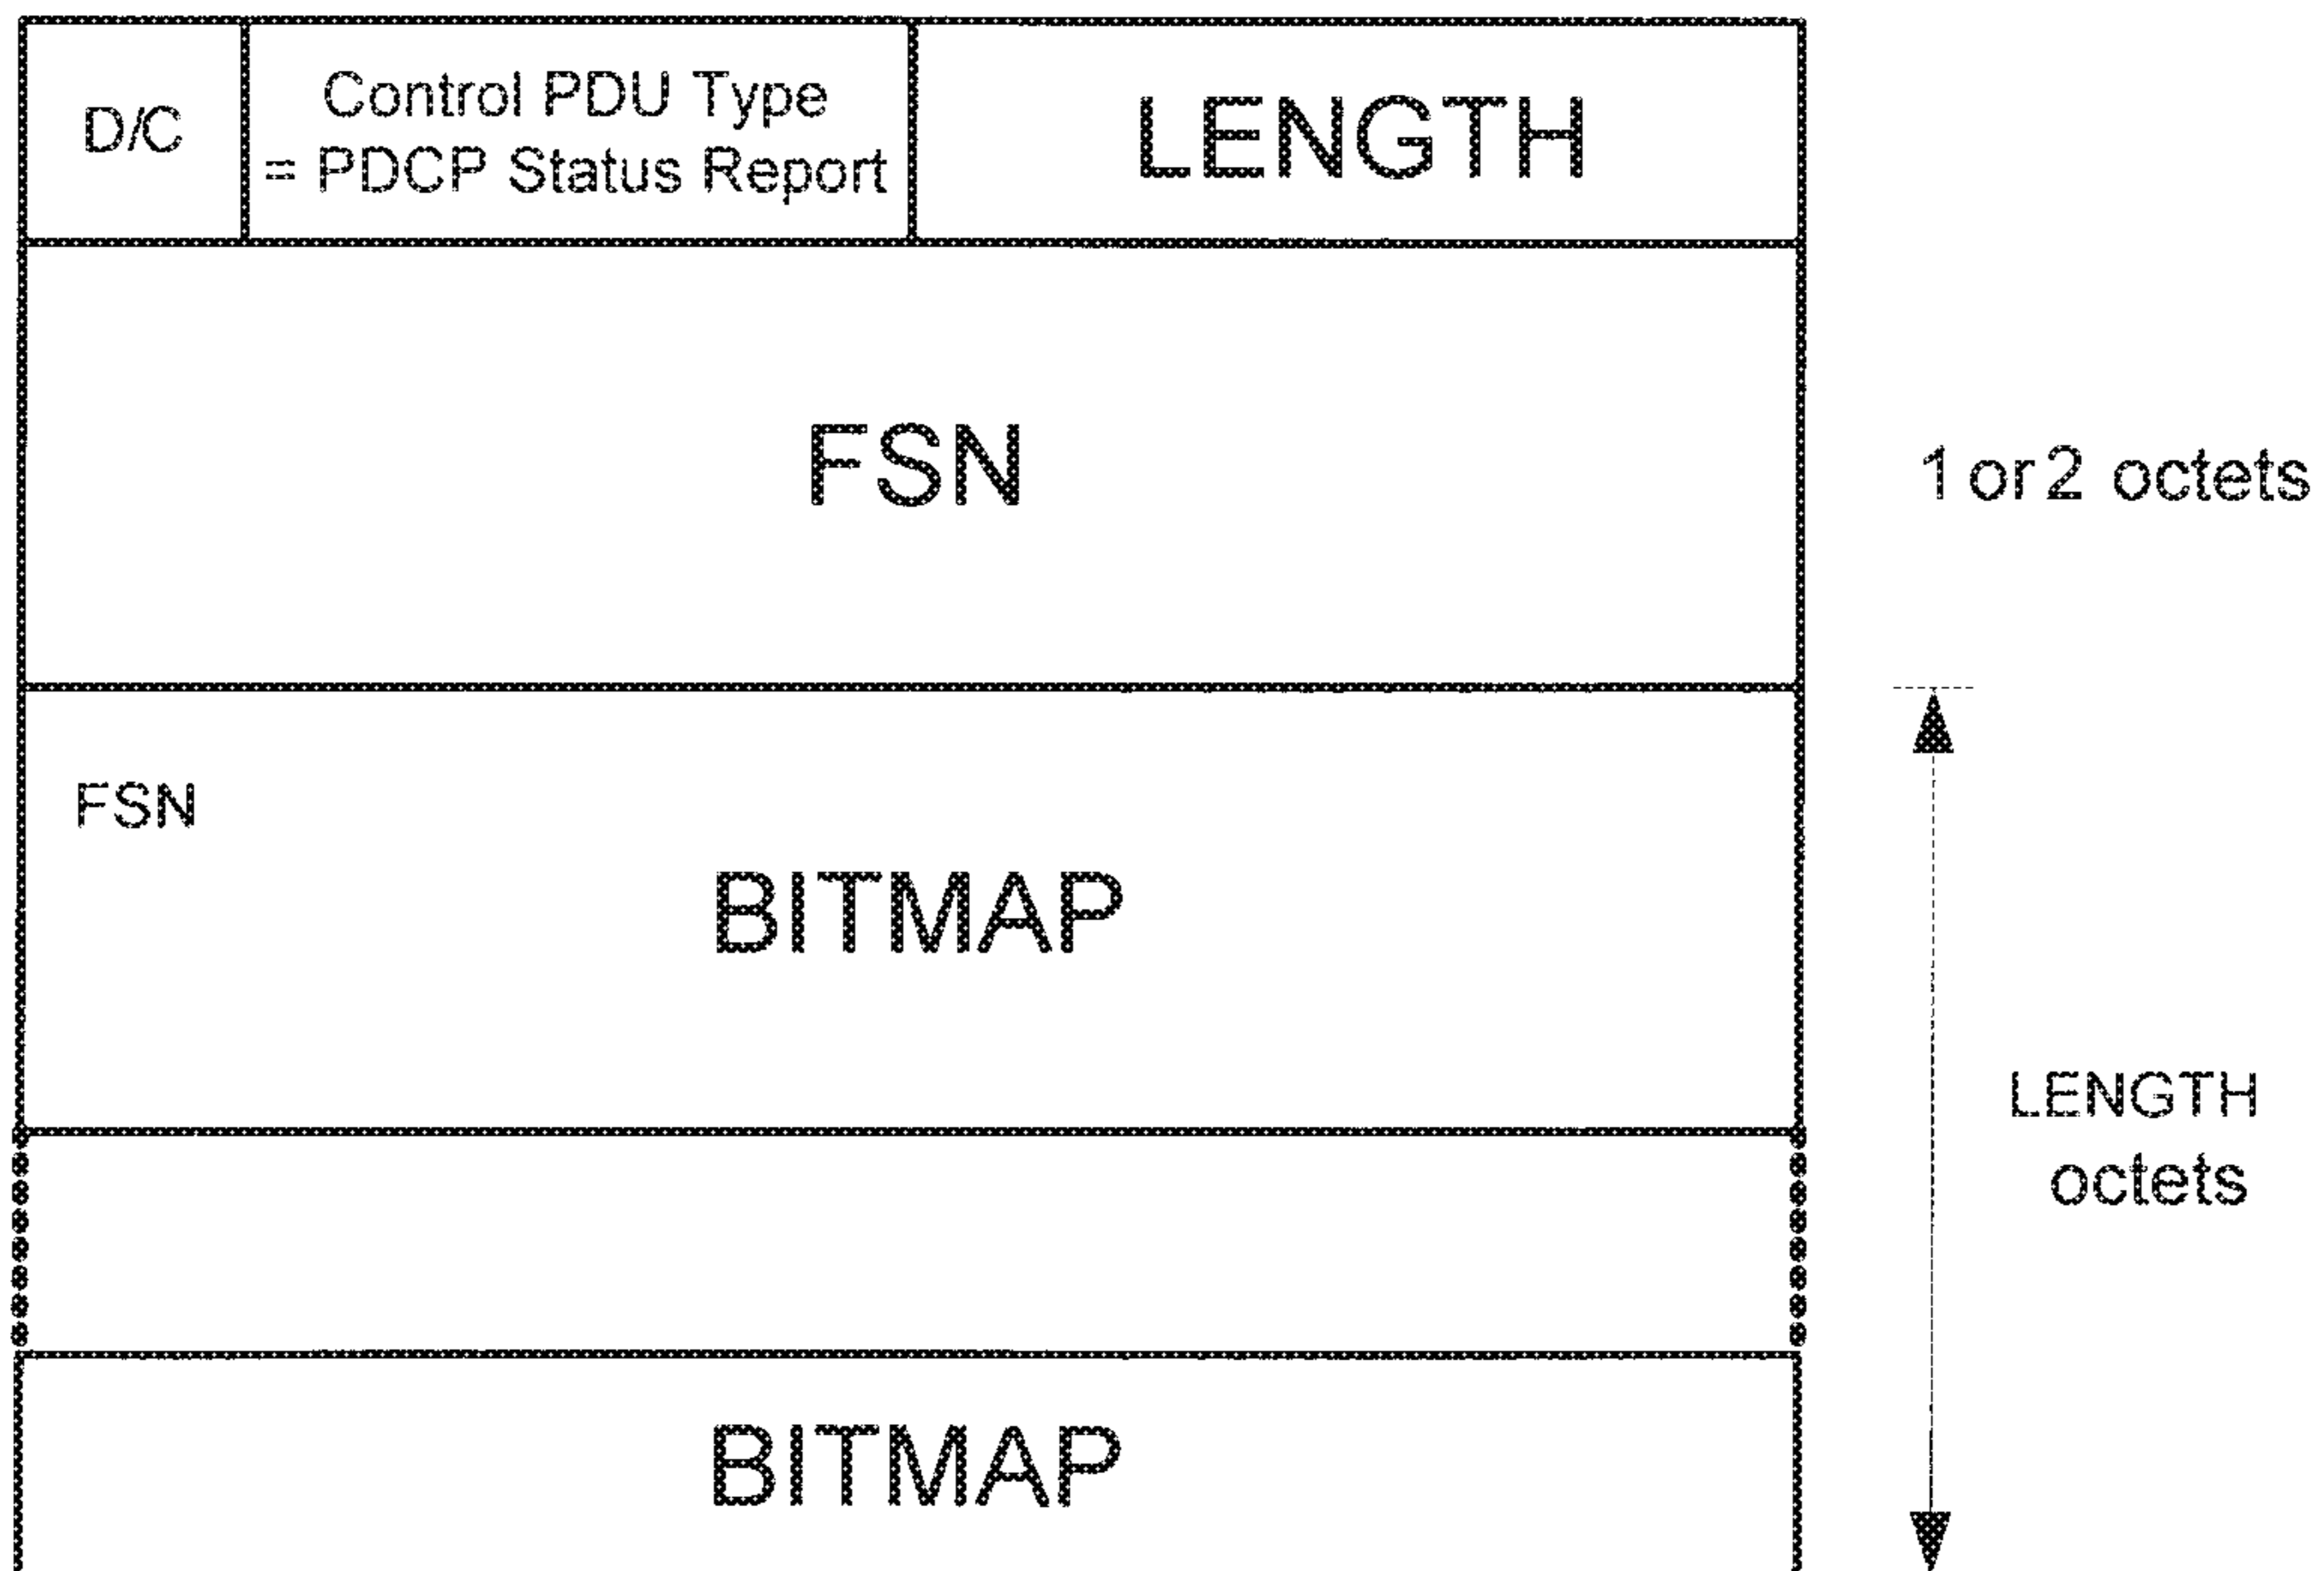 D/C
Control PDU Type
= PDCP Status Report
LENGTH
FSN
1 or 2 octets
FSN
BITMAP
LENGTH
octets
BITMAP